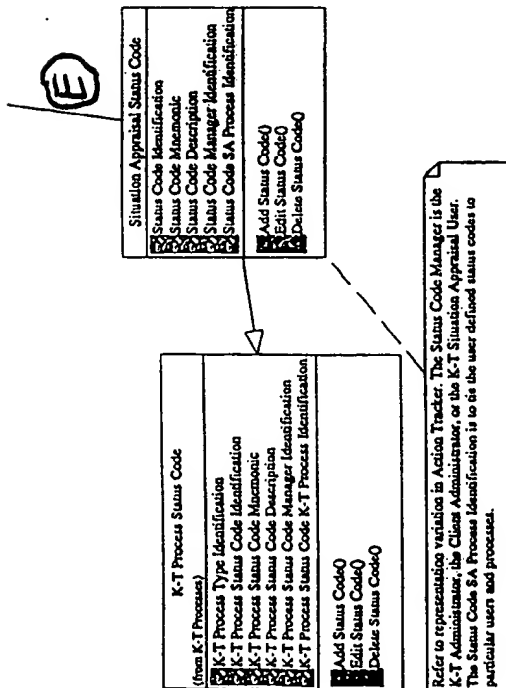 E
Situation Appraisal Status Code
Status Code Identification
Status Code Mnemonic
Status Code Description
Status Code Manager Identification
Status Code SA Process Identification
Add Status Code()
Edit Status Code()
Delete Status Code()
K-T Process Status Code
(from K-T Processes)
K-T Process Type Identification
K-T Process Status Code Identification
K-T Process Status Code Mnemonic
K-T Process Status Code Description
K-T Process Status Code Manager Identification
K-T Process Status Code K-T Process Identification
Add Status Code()
Edit Status Code()
Delete Status Code()
Refer to representation variation in Action Tracker. The Status Code Manager is the
K-T Administrator, the Client Administrator, or the K-T Situation Appraisal User.
The Status Code SA Process Identification is to tie the user defined status codes to
particular users and processes.